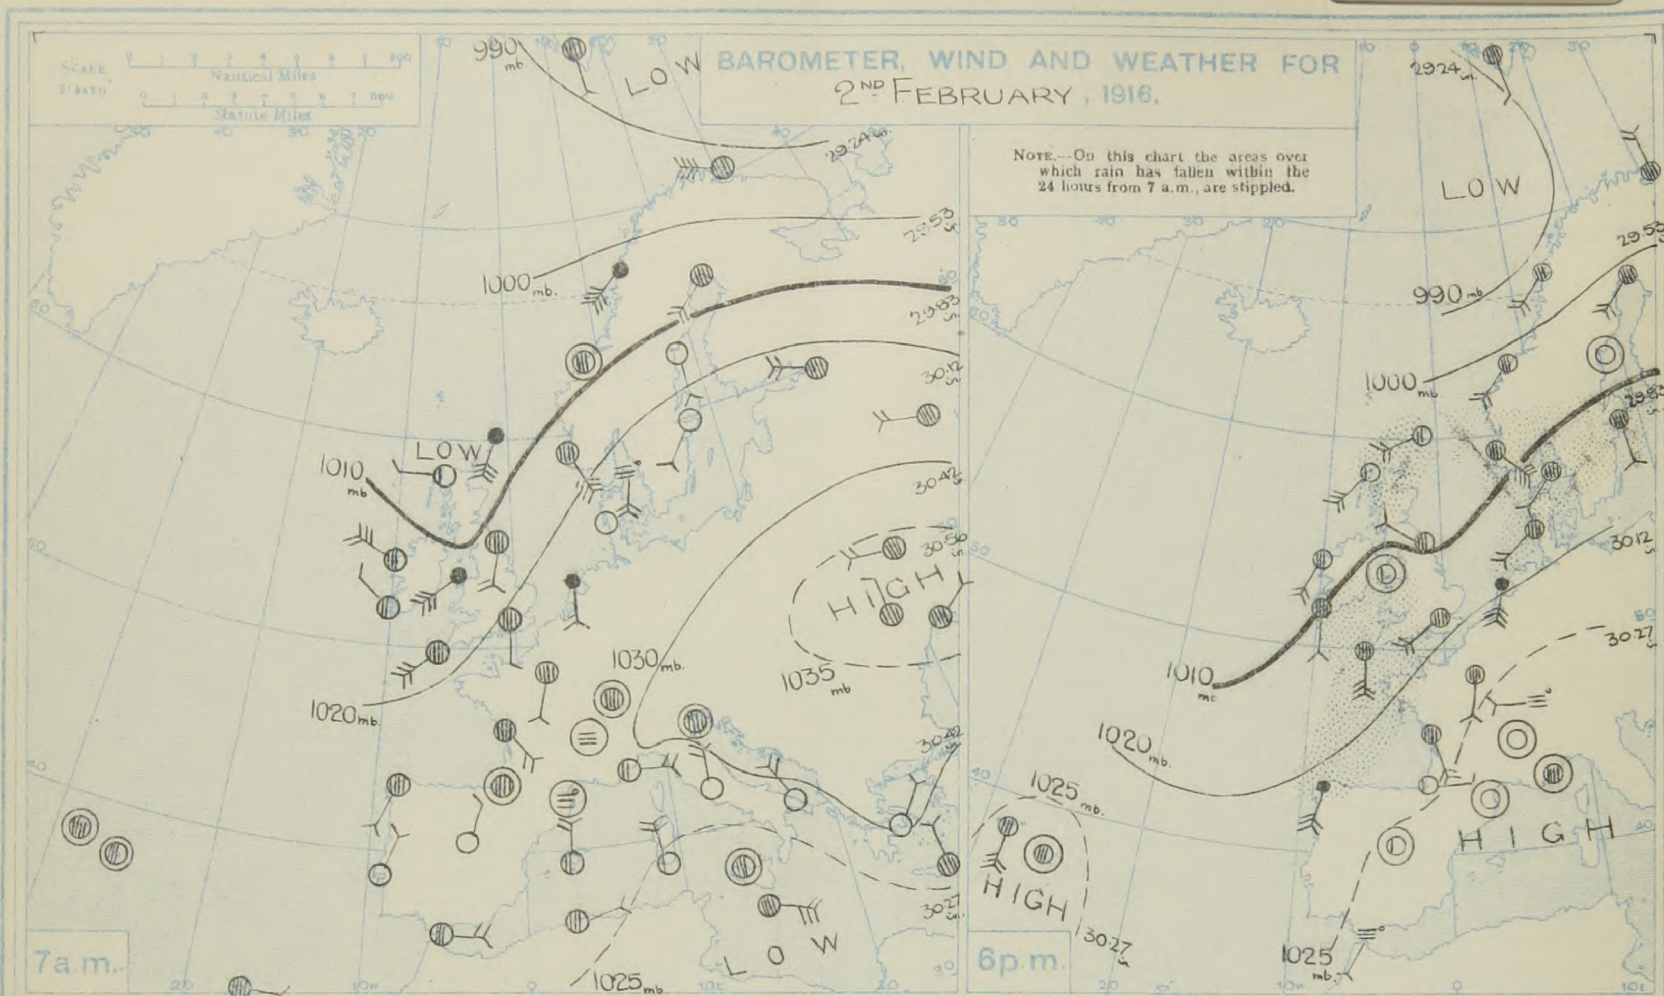 BAROMETER, WIND AND WEATHER FOR
2ND FEBRUARY, 1916.
NOTE.—On this chart the areas over
which rain has fallen within the
24 hours from 7 a.m., are stippled.
Nautical Miles
Statute Miles
990 mb
LOW
29.24 in.
29.53 in.
1000 mb.
29.83 in.
30.12 in.
LOW
1010 mb
30.42 in.
30.56 in.
HIGH
1035 mb
1030 mb.
1020 mb.
30.42 in.
30.27 in.
LOW
1025 mb
7a.m.
29.24 in.
LOW
29.53 in.
990 mb
1000 mb
29.83
30.12 in.
30.27 in.
1010
1020 mb.
1025 mb.
HIGH
HIGH
30.27 in.
1025 mb.
6p.m.